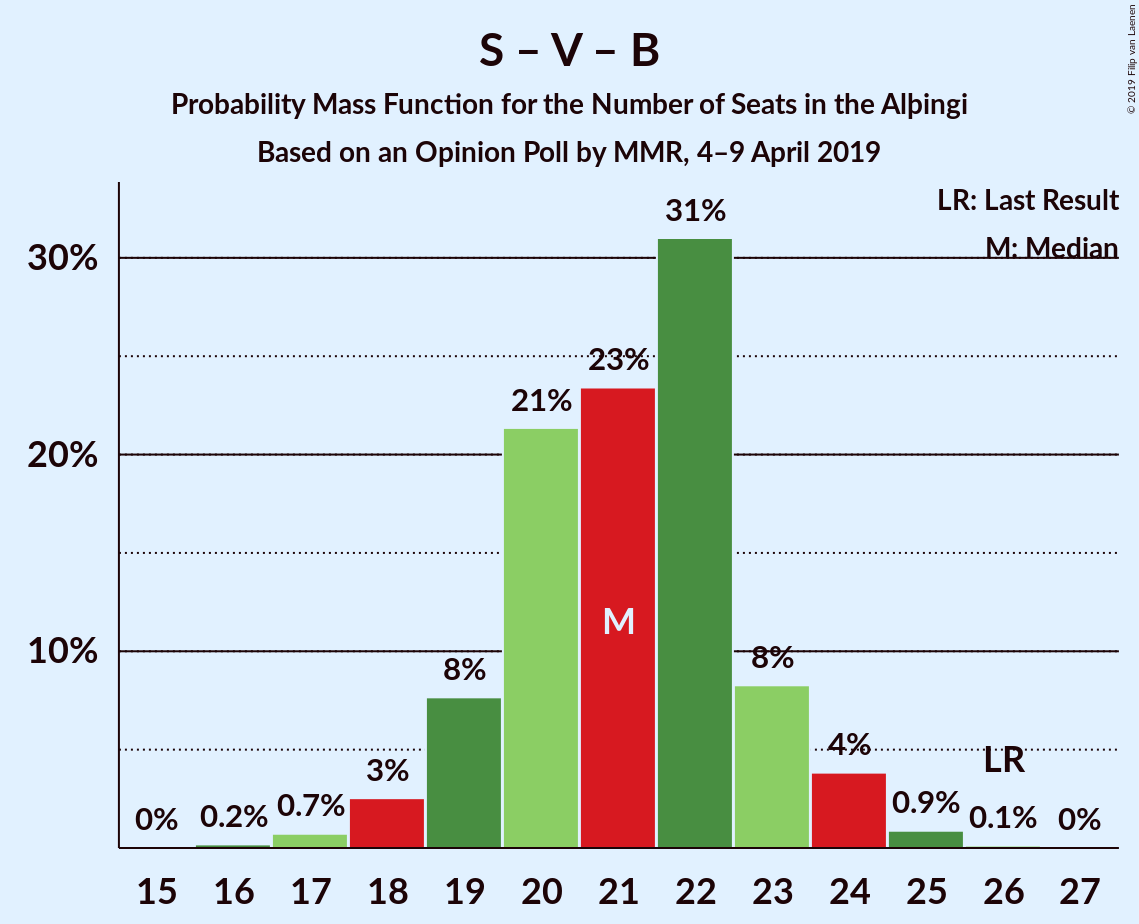 S – V – B
Probability Mass Function for the Number of Seats in the Alþingi
Based on an Opinion Poll by MMR, 4–9 April 2019
© 2019 Filip van Laenen
LR: Last Result
M: Median
30%
20%
10%
0%
0.2%
0.7%
3%
8%
21%
23%
31%
8%
4%
0.9%
0.1%
0%
M
LR
15 16 17 18 19 20 21 22 23 24 25 26 27